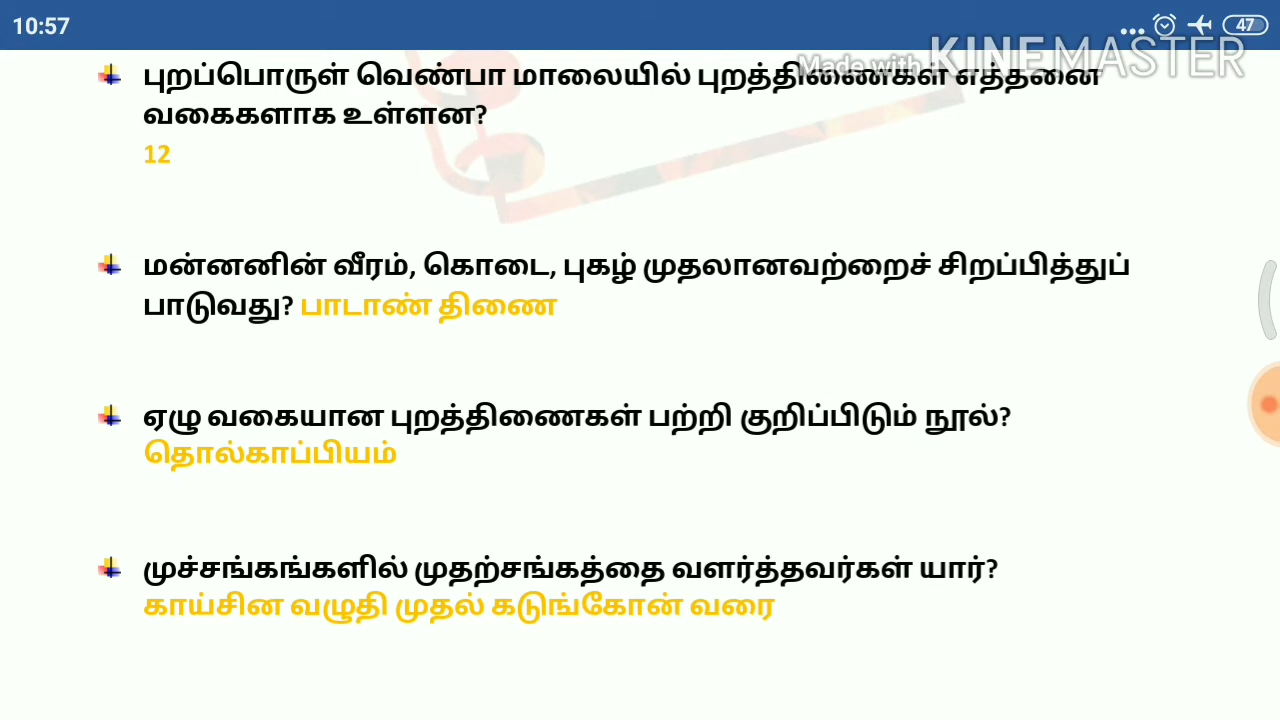 10:57
47
Made with KINEMASTER
புறப்பொருள் வெண்பா மாலையில் புறத்திணைகள் எத்தனை
வகைகளாக உள்ளன?
12
மன்னனின் வீரம், கொடை, புகழ் முதலானவற்றைச் சிறப்பித்துப்
பாடுவது? பாடாண் திணை
ஏழு வகையான புறத்திணைகள் பற்றி குறிப்பிடும் நூல்?
தொல்காப்பியம்
முச்சங்கங்களில் முதற்சங்கத்தை வளர்த்தவர்கள் யார்?
காய்சின வழுதி முதல் கடுங்கோன் வரை